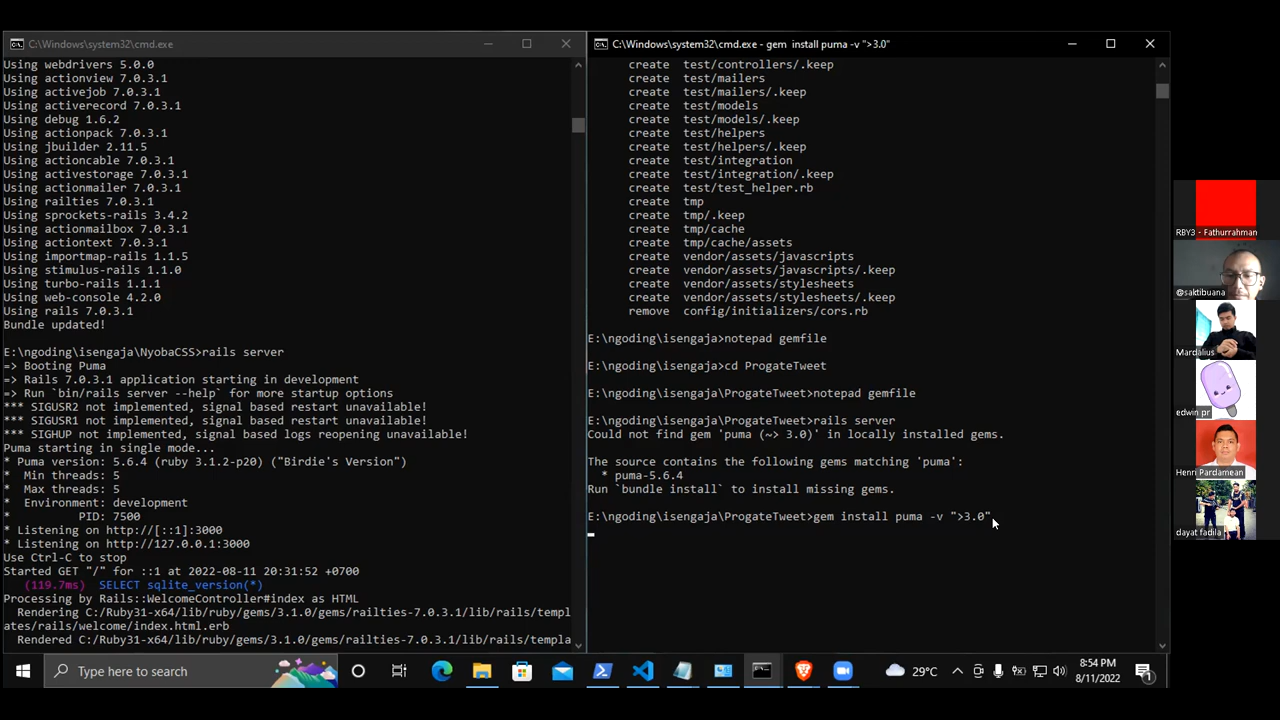 C:\Windows\system32\cmd.exe
Using webdrivers 5.0.0
Using actionview 7.0.3.1
Using activejob 7.0.3.1
Using activerecord 7.0.3.1
Using debug 1.6.2
Using actionpack 7.0.3.1
Using jbuilder 2.11.5
Using actioncable 7.0.3.1
Using activestorage 7.0.3.1
Using actionmailer 7.0.3.1
Using railties 7.0.3.1
Using sprockets-rails 3.4.2
Using actionmailbox 7.0.3.1
Using actiontext 7.0.3.1
Using importmap-rails 1.1.5
Using stimulus-rails 1.1.0
Using turbo-rails 1.1.1
Using web-console 4.2.0
Using rails 7.0.3.1
Bundle updated!
E:\ngoding\isengaja\NyobaCSS>rails server
=> Booting Puma
=> Rails 7.0.3.1 application starting in development
=> Run `bin/rails server --help` for more startup options
*** SIGUSR2 not implemented, signal based restart unavailable!
*** SIGUSR1 not implemented, signal based restart unavailable!
*** SIGHUP not implemented, signal based logs reopening unavailable!
Puma starting in single mode...
* Puma version: 5.6.4 (ruby 3.1.2-p20) ("Birdie's Version")
*  Min threads: 5
*  Max threads: 5
*  Environment: development
*          PID: 7500
* Listening on http://[::1]:3000
* Listening on http://127.0.0.1:3000
Use Ctrl-C to stop
Started GET "/" for ::1 at 2022-08-11 20:31:52 +0700
(119.7ms)  SELECT sqlite_version(*)
Processing by Rails::WelcomeController#index as HTML
Rendering C:/Ruby31-x64/lib/ruby/gems/3.1.0/gems/railties-7.0.3.1/lib/rails/templ
ates/rails/welcome/index.html.erb
Rendered C:/Ruby31-x64/lib/ruby/gems/3.1.0/gems/railties-7.0.3.1/lib/rails/templa
C:\Windows\system32\cmd.exe - gem  install puma -v ">3.0"
create  test/controllers/.keep
create  test/mailers
create  test/mailers/.keep
create  test/models
create  test/models/.keep
create  test/helpers
create  test/helpers/.keep
create  test/integration
create  test/integration/.keep
create  test/test_helper.rb
create  tmp
create  tmp/.keep
create  tmp/cache
create  tmp/cache/assets
create  vendor/assets/javascripts
create  vendor/assets/javascripts/.keep
create  vendor/assets/stylesheets
create  vendor/assets/stylesheets/.keep
remove  config/initializers/cors.rb
E:\ngoding\isengaja>notepad gemfile
E:\ngoding\isengaja>cd ProgateTweet
E:\ngoding\isengaja\ProgateTweet>notepad gemfile
E:\ngoding\isengaja\ProgateTweet>rails server
Could not find gem 'puma (~> 3.0)' in locally installed gems.
The source contains the following gems matching 'puma':
* puma-5.6.4
Run `bundle install` to install missing gems.
E:\ngoding\isengaja\ProgateTweet>gem install puma -v ">3.0"
RBY3 - Fathurrahman
@saktibuana
Mardalius
edwin pr
Henri Pardamean
dayat fadila
Type here to search
29°C
8:54 PM
8/11/2022
1